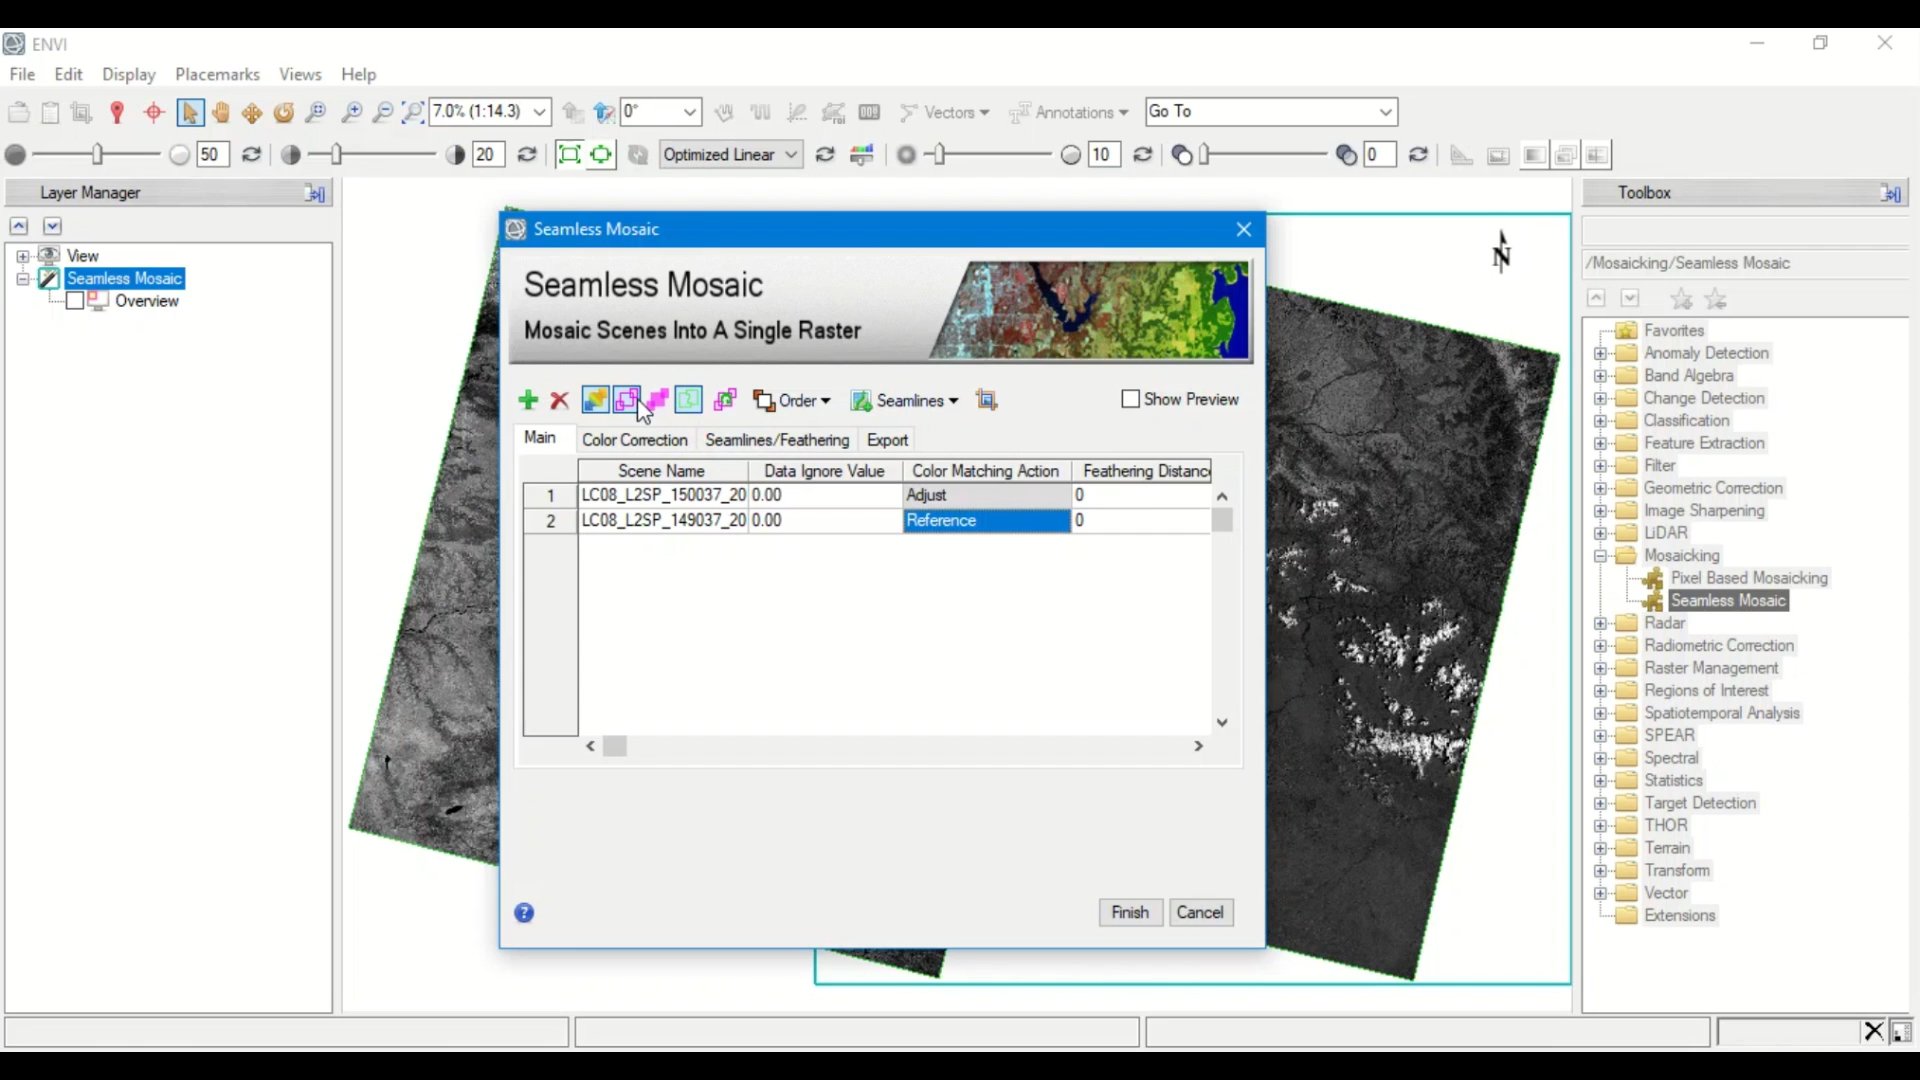 ENVI
File Edit Display Placemarks Views Help
7.0% (1:14.3) 0° Vectors Annotations Go To
50 20 Optimized Linear 10 0
Layer Manager
View
Seamless Mosaic
Overview
Seamless Mosaic
Seamless Mosaic
Mosaic Scenes Into A Single Raster
Order Seamlines Show Preview
Main Color Correction Seamlines/Feathering Export
Scene Name Data Ignore Value Color Matching Action Feathering Distance
1 LC08_L2SP_150037_20 0.00 Adjust 0
2 LC08_L2SP_149037_20 0.00 Reference 0
Finish Cancel
N
Toolbox
/Mosaicking/Seamless Mosaic
Favorites
Anomaly Detection
Band Algebra
Change Detection
Classification
Feature Extraction
Filter
Geometric Correction
Image Sharpening
LiDAR
Mosaicking
Pixel Based Mosaicking
Seamless Mosaic
Radar
Radiometric Correction
Raster Management
Regions of Interest
Spatiotemporal Analysis
SPEAR
Spectral
Statistics
Target Detection
THOR
Terrain
Transform
Vector
Extensions